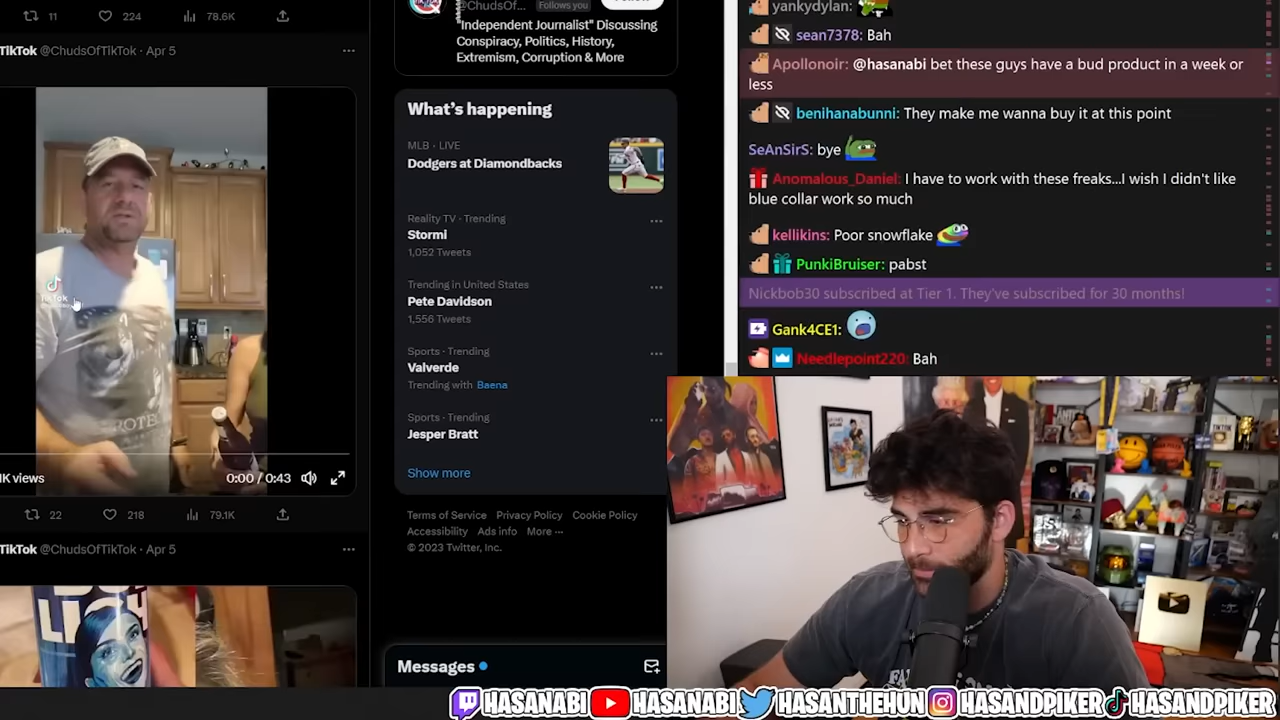 11 224 78.6K
TikTok @ChudsOfTikTok · Apr 5
TikTok
PROTE
K views
0:00 / 0:43
22 218 79.1K
TikTok @ChudsOfTikTok · Apr 5
LIGH
@ChudsOf... Follows you
"Independent Journalist" Discussing
Conspiracy, Politics, History,
Extremism, Corruption & More
What's happening
MLB · LIVE
Dodgers at Diamondbacks
Reality TV · Trending
Stormi
1,052 Tweets
Trending in United States
Pete Davidson
1,556 Tweets
Sports · Trending
Valverde
Trending with Baena
Sports · Trending
Jesper Bratt
Show more
Terms of Service Privacy Policy Cookie Policy
Accessibility Ads info More ···
© 2023 Twitter, Inc.
Messages
yankydylan:
sean7378: Bah
Apollonoir: @hasanabi bet these guys have a bud product in a week or
less
benihanabunni: They make me wanna buy it at this point
SeAnSirS: bye
Anomalous_Daniel: I have to work with these freaks...I wish I didn't like
blue collar work so much
kellikins: Poor snowflake
PunkiBruiser: pabst
Nickbob30 subscribed at Tier 1. They've subscribed for 30 months!
Gank4CE1:
Needlepoint220: Bah
HASANABI HASANABI HASANTHEHUN HASANDPIKER HASANDPIKER